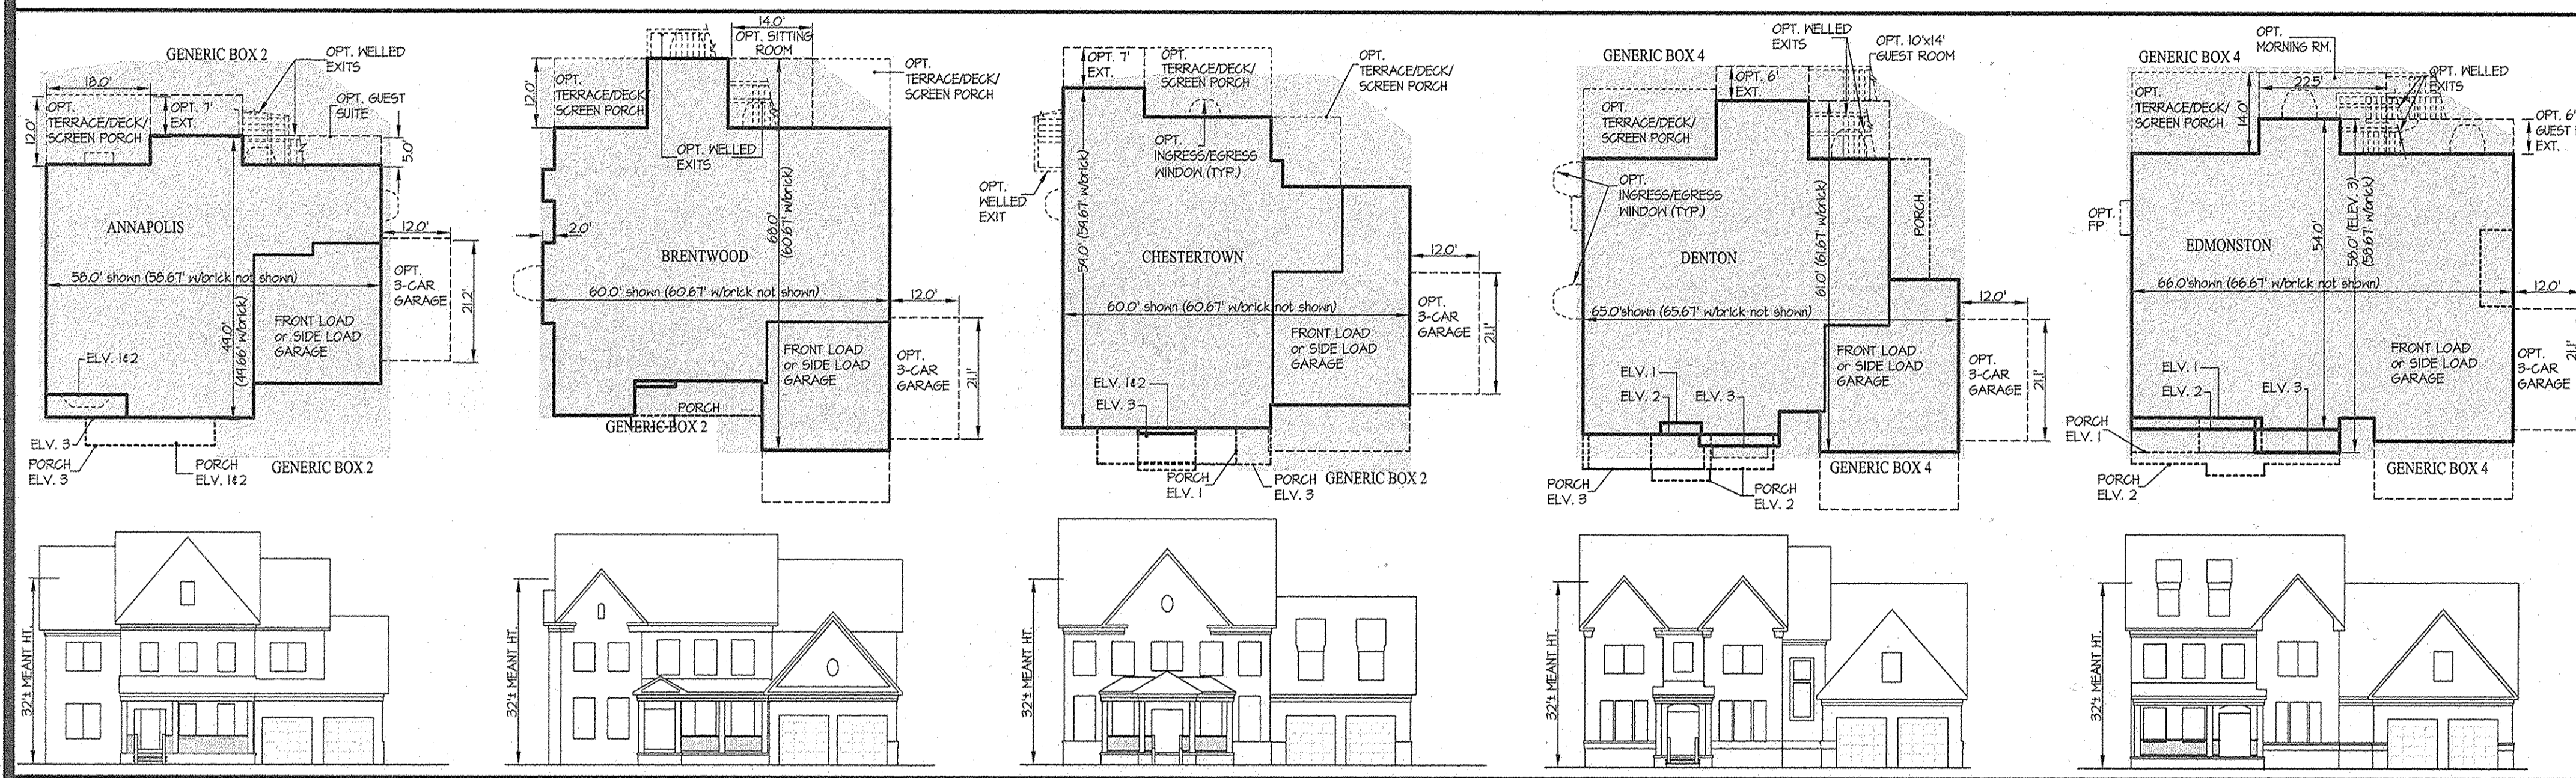 GENERIC BOX 2
OPT. WELLED
EXITS
18.0'
OPT.
TERRACE/DECK/
SCREEN PORCH
OPT. 7'
EXT.
OPT. GUEST
SUITE
12.0'
5.0'
ANNAPOLIS
12.0'
58.0' shown (58.67' w/brick not shown)
OPT.
3-CAR
GARAGE
21.2'
49.0'
(49.66' w/brick)
FRONT LOAD
or SIDE LOAD
GARAGE
ELV. 1&2
ELV. 3
PORCH
ELV. 3
PORCH
ELV. 1&2
GENERIC BOX 2
32'± MEANT HT.
14.0'
OPT. SITTING
ROOM
OPT.
TERRACE/DECK/
SCREEN PORCH
OPT.
TERRACE/DECK/
SCREEN PORCH
12.0'
OPT. WELLED
EXITS
2.0'
68.0'
(60.67' w/brick)
BRENTWOOD
60.0' shown (60.67' w/brick not shown)
12.0'
FRONT LOAD
or SIDE LOAD
GARAGE
OPT.
3-CAR
GARAGE
21.1'
PORCH
GENERIC BOX 2
32'± MEANT HT.
OPT. 7'
EXT.
OPT.
TERRACE/DECK/
SCREEN PORCH
OPT.
TERRACE/DECK/
SCREEN PORCH
OPT.
INGRESS/EGRESS
WINDOW (TYP.)
OPT.
WELLED
EXIT
59.0' (59.67' w/brick)
CHESTERTOWN
12.0'
60.0' shown (60.67' w/brick not shown)
FRONT LOAD
or SIDE LOAD
GARAGE
OPT.
3-CAR
GARAGE
21.1'
ELV. 1&2
ELV. 3
PORCH
ELV. 1
PORCH
ELV. 3
GENERIC BOX 2
32'± MEANT HT.
GENERIC BOX 4
OPT. WELLED
EXITS
OPT. 10'x14'
GUEST ROOM
OPT. 6'
EXT.
OPT.
TERRACE/DECK/
SCREEN PORCH
OPT.
INGRESS/EGRESS
WINDOW (TYP.)
PORCH
61.0' (61.67' w/brick)
DENTON
12.0'
65.0'shown (65.67' w/brick not shown)
FRONT LOAD
or SIDE LOAD
GARAGE
OPT.
3-CAR
GARAGE
21.1'
ELV. 1
ELV. 2
ELV. 3
PORCH
ELV. 3
PORCH
ELV. 2
GENERIC BOX 4
32'± MEANT HT.
GENERIC BOX 4
OPT.
MORNING RM.
22.5'
OPT. WELLED
EXITS
OPT.
TERRACE/DECK/
SCREEN PORCH
14.0'
OPT. 6'
GUEST
EXT.
OPT.
FP
EDMONSTON
54.0'
58.0' (ELEV. 3)
(58.67' w/brick)
66.0'shown (66.67' w/brick not shown)
12.0'
FRONT LOAD
or SIDE LOAD
GARAGE
OPT.
3-CAR
GARAGE
21.1'
ELV. 1
ELV. 2
ELV. 3
PORCH
ELV. 1
PORCH
ELV. 2
GENERIC BOX 4
32'± MEANT HT.